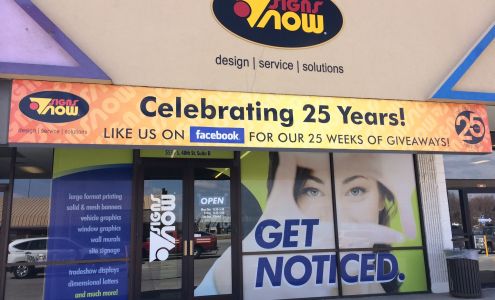 SIGNS
NOW
design | service | solutions
SIGNS
NOW
design | service | solutions
Celebrating 25 Years!
LIKE US ON facebook FOR OUR 25 WEEKS OF GIVEAWAYS!
25
large format printing
solid & mesh banners
vehicle graphics
window graphics
wall murals
site signage
tradeshow displays
dimensional letters
and much more!
SIGNS
NOW
OPEN
GET
NOTICED.